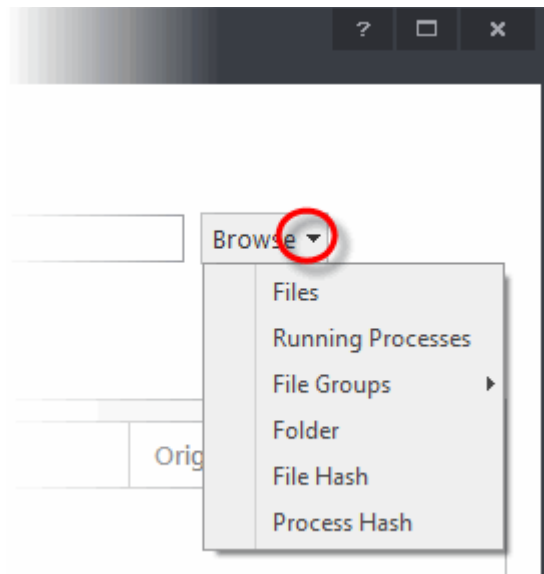 ?
Browse
Files
Running Processes
File Groups
Folder
Orig
File Hash
Process Hash